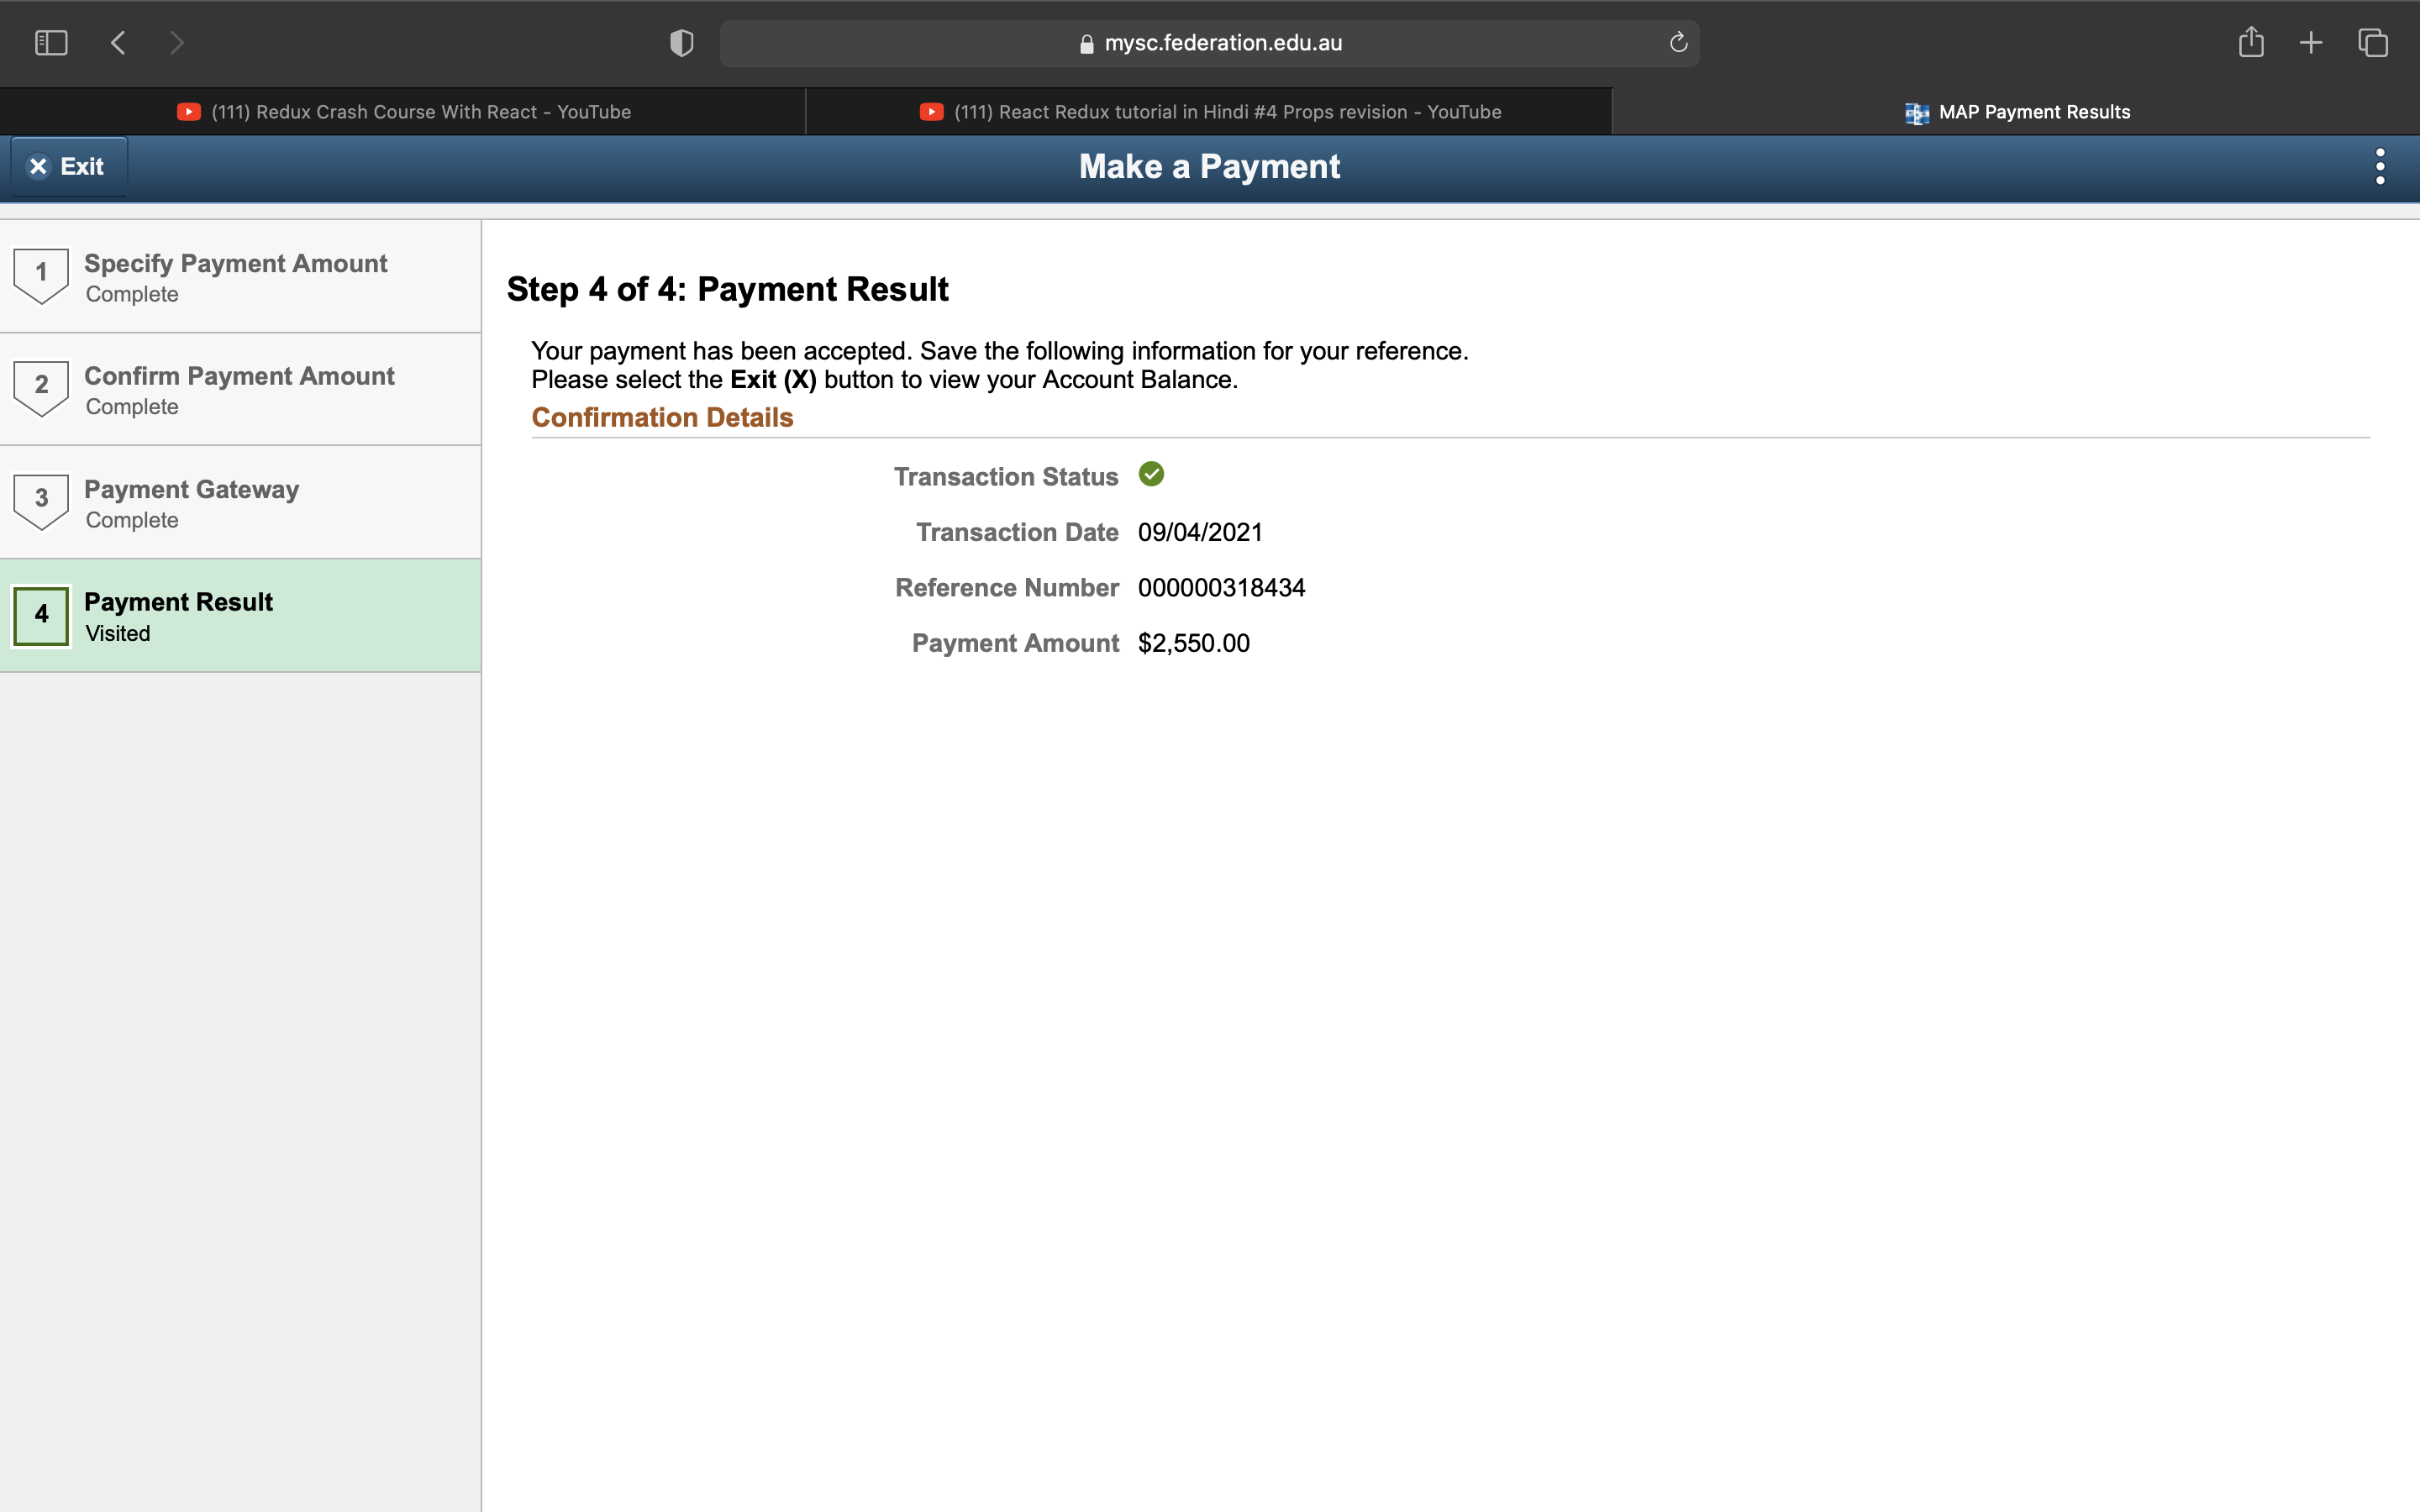 mysc.federation.edu.au
(111) Redux Crash Course With React - YouTube
(111) React Redux tutorial in Hindi #4 Props revision - YouTube
MAP Payment Results
Exit
Make a Payment
1
Specify Payment Amount
Complete
2
Confirm Payment Amount
Complete
3
Payment Gateway
Complete
4
Payment Result
Visited
Step 4 of 4: Payment Result
Your payment has been accepted. Save the following information for your reference.
Please select the Exit (X) button to view your Account Balance.
Confirmation Details
Transaction Status
Transaction Date 09/04/2021
Reference Number 000000318434
Payment Amount $2,550.00